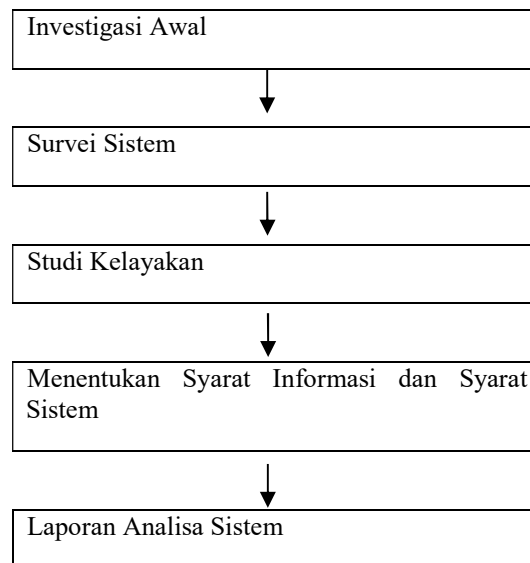 Investigasi Awal
Survei Sistem
Studi Kelayakan
Menentukan Syarat Informasi dan Syarat
Sistem
Laporan Analisa Sistem